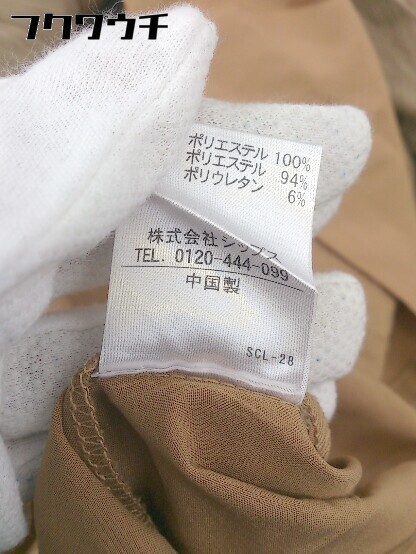 フクワウチ
ポリエステル 100%
ポリエステル 94%
ポリウレタン 6%
株式会社シップス
TEL. 0120-444-099
中国製
SCL-28